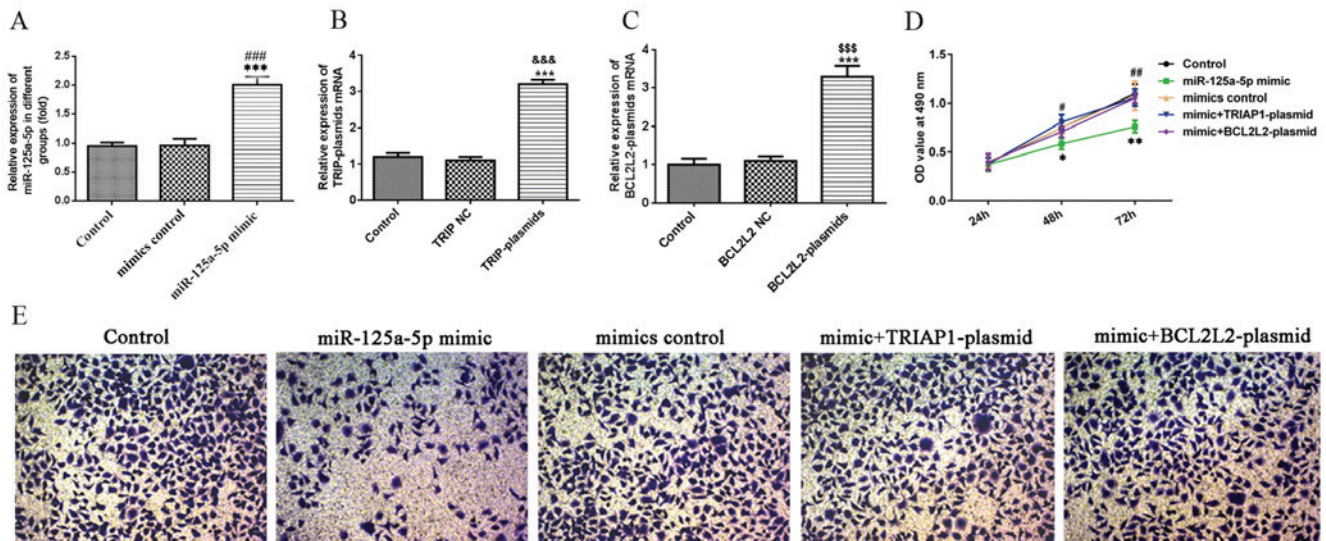 A
Relative expression of
miR-125a-5p in different
groups (fold)
2.5
2.0
1.5
1.0
0.5
0.0
###
***
Control
mimics control
miR-125a-5p mimic
B
Relative expression of
TRIP-plasmids mRNA
4
3
2
1
0
&&&
***
Control
TRIP NC
TRIP-plasmids
C
Relative expression of
BCL2L2-plasmids mRNA
4
3
2
1
0
$$$
***
Control
BCL2L2 NC
BCL2L2-plasmids
D
OD value at 490 nm
1.5
1.0
0.5
0.0
#
*
##
**
24h
48h
72h
Control
miR-125a-5p mimic
mimics control
mimic+TRIAP1-plasmid
mimic+BCL2L2-plasmid
E
Control
miR-125a-5p mimic
mimics control
mimic+TRIAP1-plasmid
mimic+BCL2L2-plasmid